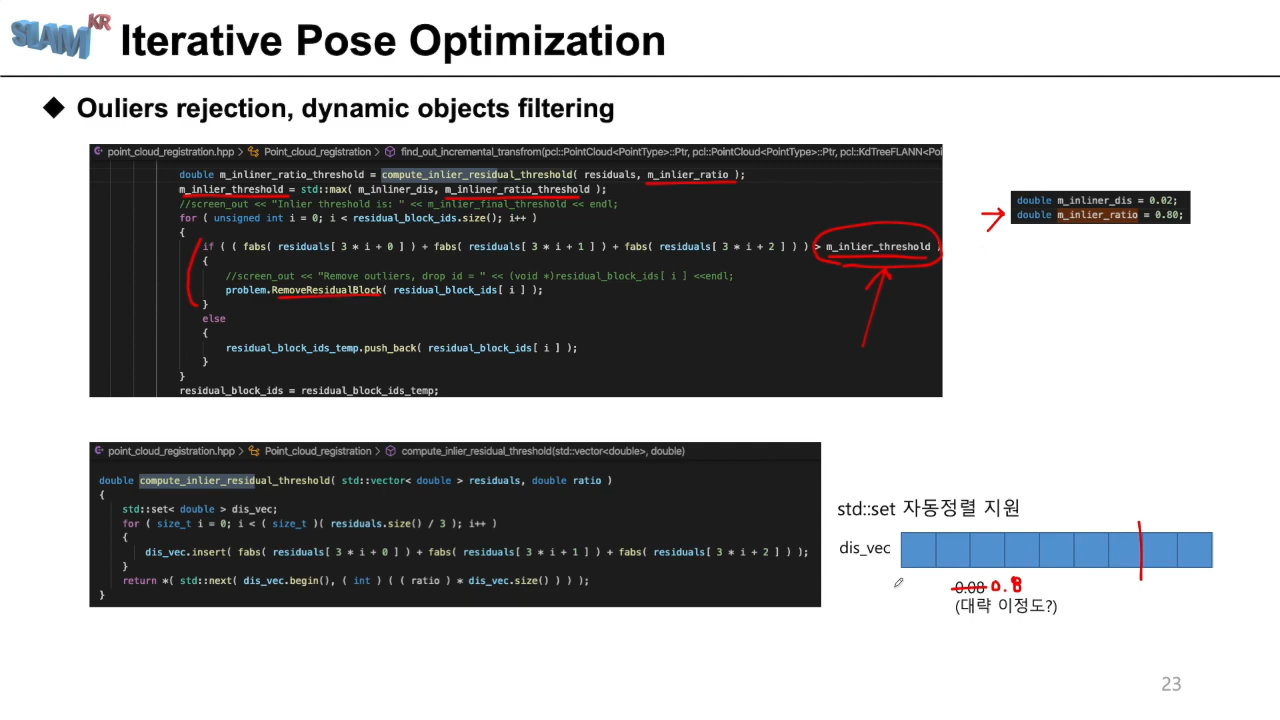 SLAM KR
Iterative Pose Optimization
◆ Ouliers rejection, dynamic objects filtering
point_cloud_registration.hpp > Point_cloud_registration > find_out_incremental_transfrom(pcl::PointCloud<PointType>::Ptr, pcl::PointCloud<PointType>::Ptr, pcl::KdTreeFLANN<Po
double m_inliner_ratio_threshold = compute_inlier_residual_threshold( residuals, m_inlier_ratio );
m_inlier_threshold = std::max( m_inliner_dis, m_inliner_ratio_threshold );
//screen_out << "Inlier threshold is: " << m_inlier_final_threshold << endl;
for ( unsigned int i = 0; i < residual_block_ids.size(); i++ )
{
if ( ( fabs( residuals[ 3 * i + 0 ] ) + fabs( residuals[ 3 * i + 1 ] ) + fabs( residuals[ 3 * i + 2 ] ) ) > m_inlier_threshold )
{
//screen_out << "Remove outliers, drop id = " << (void *)residual_block_ids[ i ] <<endl;
problem.RemoveResidualBlock( residual_block_ids[ i ] );
}
else
{
residual_block_ids_temp.push_back( residual_block_ids[ i ] );
}
}
residual_block_ids = residual_block_ids_temp;
double m_inliner_dis = 0.02;
double m_inlier_ratio = 0.80;
point_cloud_registration.hpp > Point_cloud_registration > compute_inlier_residual_threshold(std::vector<double>, double)
double compute_inlier_residual_threshold( std::vector< double > residuals, double ratio )
{
std::set< double > dis_vec;
for ( size_t i = 0; i < ( size_t )( residuals.size() / 3 ); i++ )
{
dis_vec.insert( fabs( residuals[ 3 * i + 0 ] ) + fabs( residuals[ 3 * i + 1 ] ) + fabs( residuals[ 3 * i + 2 ] ) );
}
return *( std::next( dis_vec.begin(), ( int ) ( ( ratio ) * dis_vec.size() ) ) );
}
std::set 자동정렬 지원
dis_vec
0.08 0.8
(대략 이정도?)
23